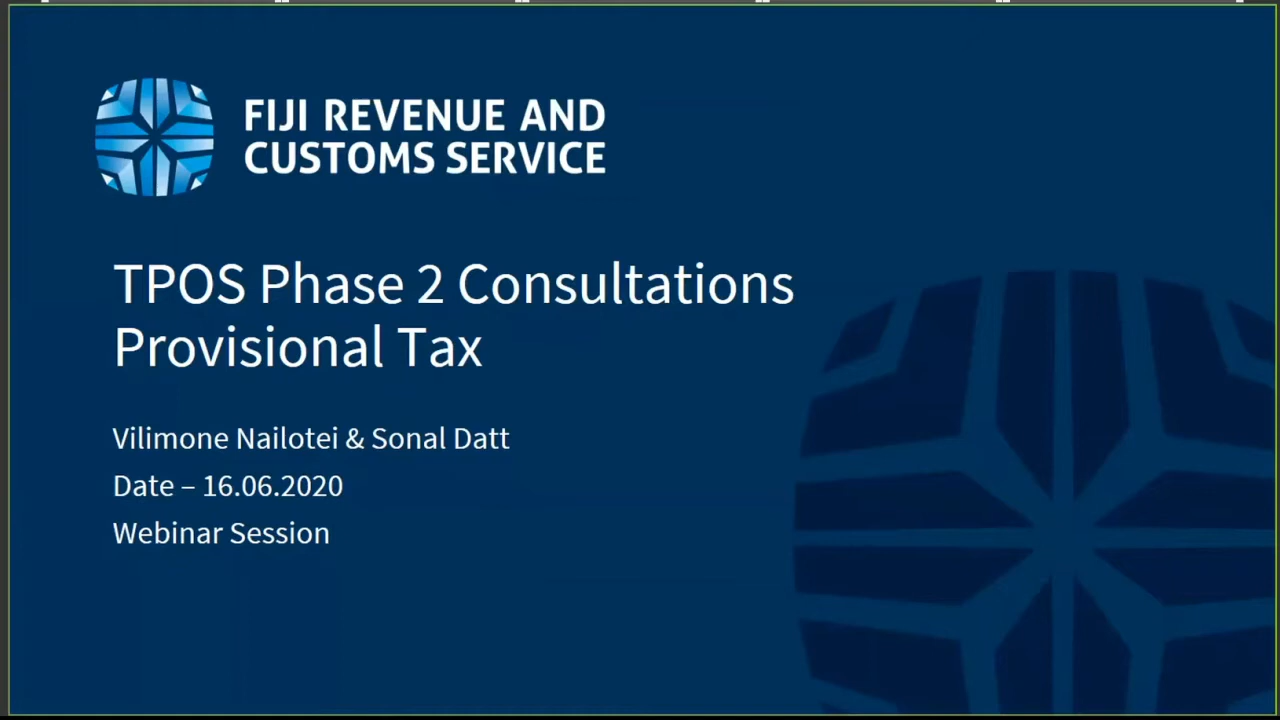 FIJI REVENUE AND
CUSTOMS SERVICE
TPOS Phase 2 Consultations
Provisional Tax
Vilimone Nailotei & Sonal Datt
Date – 16.06.2020
Webinar Session